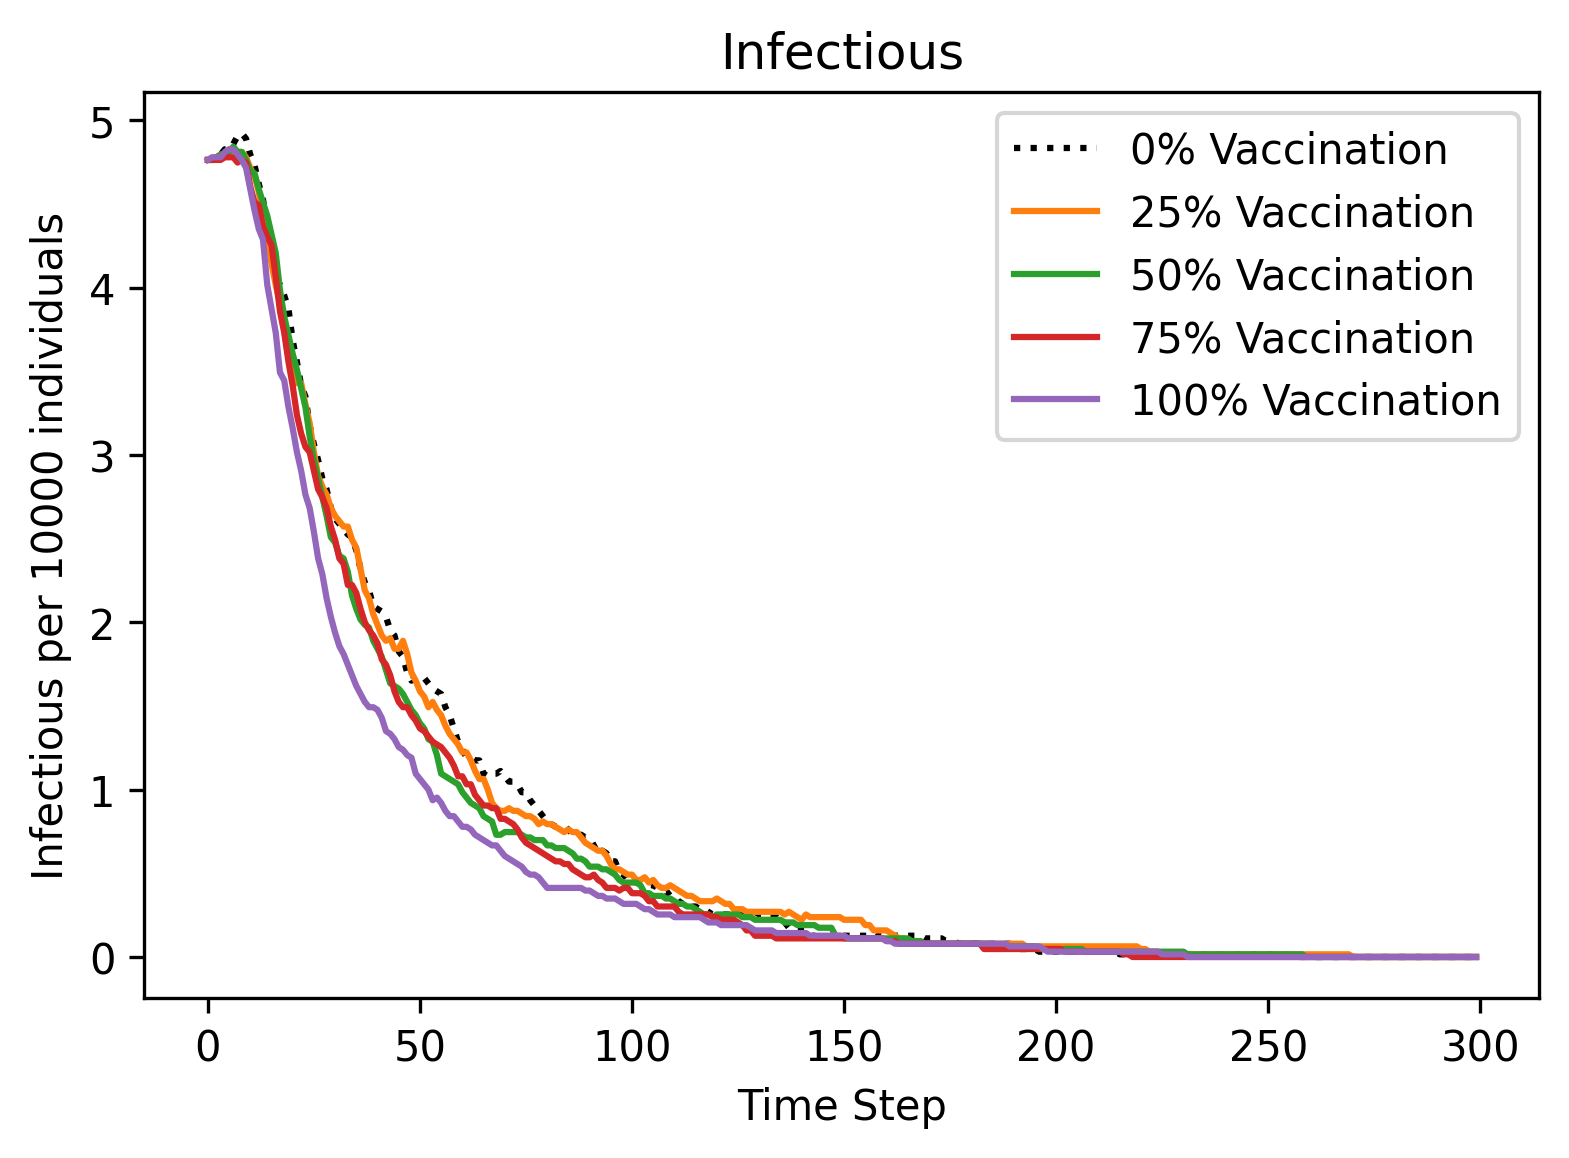 Infectious
Infectious per 10000 individuals
5
4
3
2
1
0
0% Vaccination
25% Vaccination
50% Vaccination
75% Vaccination
100% Vaccination
0 50 100 150 200 250 300
Time Step